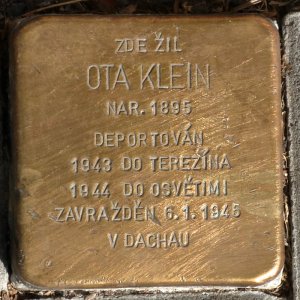 ZDE ŽIL
OTA KLEIN
NAR. 1895
DEPORTOVÁN
1943 DO TEREZÍNA
1944 DO OSVĚTIMI
ZAVRAŽDĚN 6.1.1945
V DACHAU